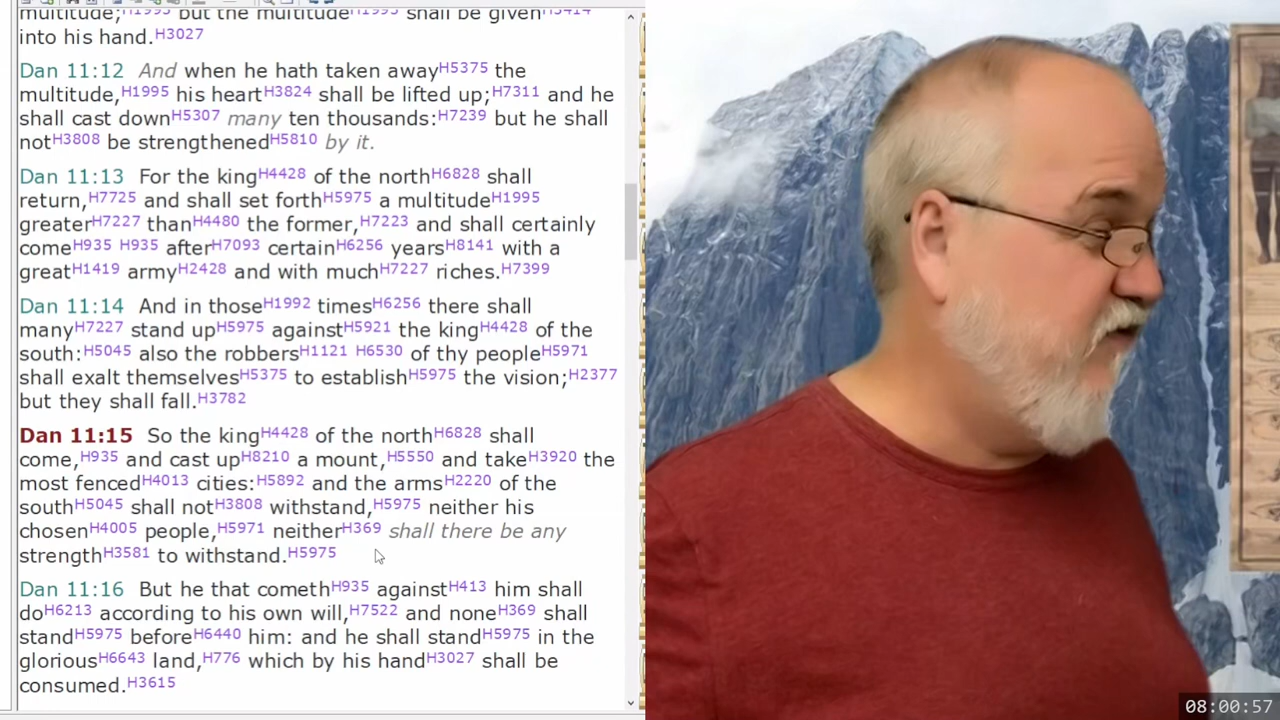 multitude;H1995 but the multitudeH1995 shall be givenH5414
into his hand.H3027
Dan 11:12 And when he hath taken awayH5375 the
multitude,H1995 his heartH3824 shall be lifted up;H7311 and he
shall cast downH5307 many ten thousands:H7239 but he shall
notH3808 be strengthenedH5810 by it.
Dan 11:13 For the kingH4428 of the northH6828 shall
return,H7725 and shall set forthH5975 a multitudeH1995
greaterH7227 thanH4480 the former,H7223 and shall certainly
comeH935 H935 afterH7093 certainH6256 yearsH8141 with a
greatH1419 armyH2428 and with muchH7227 riches.H7399
Dan 11:14 And in thoseH1992 timesH6256 there shall
manyH7227 stand upH5975 againstH5921 the kingH4428 of the
south:H5045 also the robbersH1121 H6530 of thy peopleH5971
shall exalt themselvesH5375 to establishH5975 the vision;H2377
but they shall fall.H3782
Dan 11:15 So the kingH4428 of the northH6828 shall
come,H935 and cast upH8210 a mount,H5550 and takeH3920 the
most fencedH4013 cities:H5892 and the armsH2220 of the
southH5045 shall notH3808 withstand,H5975 neither his
chosenH4005 people,H5971 neitherH369 shall there be any
strengthH3581 to withstand.H5975
Dan 11:16 But he that comethH935 againstH413 him shall
doH6213 according to his own will,H7522 and noneH369 shall
standH5975 beforeH6440 him: and he shall standH5975 in the
gloriousH6643 land,H776 which by his handH3027 shall be
consumed.H3615
08:00:57